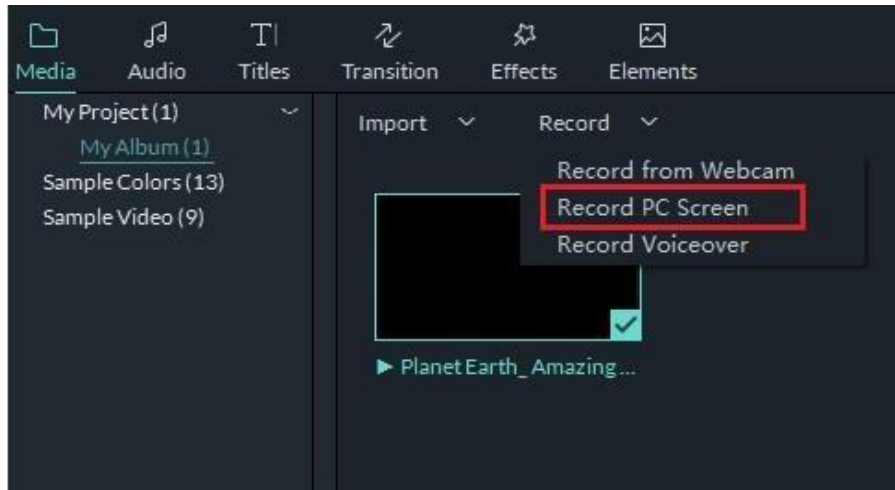 Media Audio Titles Transition Effects Elements
My Project (1)
My Album (1)
Sample Colors (13)
Sample Video (9)
Import Record
Record from Webcam
Record PC Screen
Record Voiceover
Planet Earth_ Amazing...